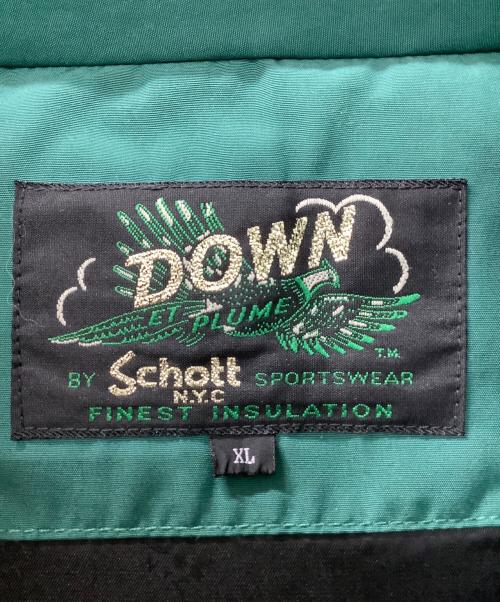 DOWN
ET PLUME
T.M.
BY Schott SPORTSWEAR
N.Y.C
FINEST INSULATION
XL